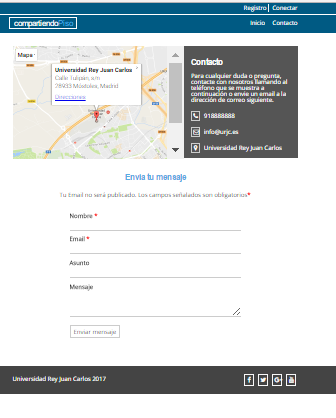 Registro Conectar
compartiendoPiso
Inicio Contacto
Mapa
Universidad Rey Juan Carlos
Calle Tulipán, s/n
28933 Móstoles, Madrid
Direcciones
Contacto
Para cualquier duda o pregunta,
contacte con nosotros llamando al
teléfono que se muestra a
continuación o envíe un email a la
dirección de correo siguiente.
918888888
info@urjc.es
Universidad Rey Juan Carlos
Envía tu mensaje
Tu Email no será publicado. Los campos señalados son obligatorios*
Nombre *
Email *
Asunto
Mensaje
Enviar mensaje
Universidad Rey Juan Carlos 2017